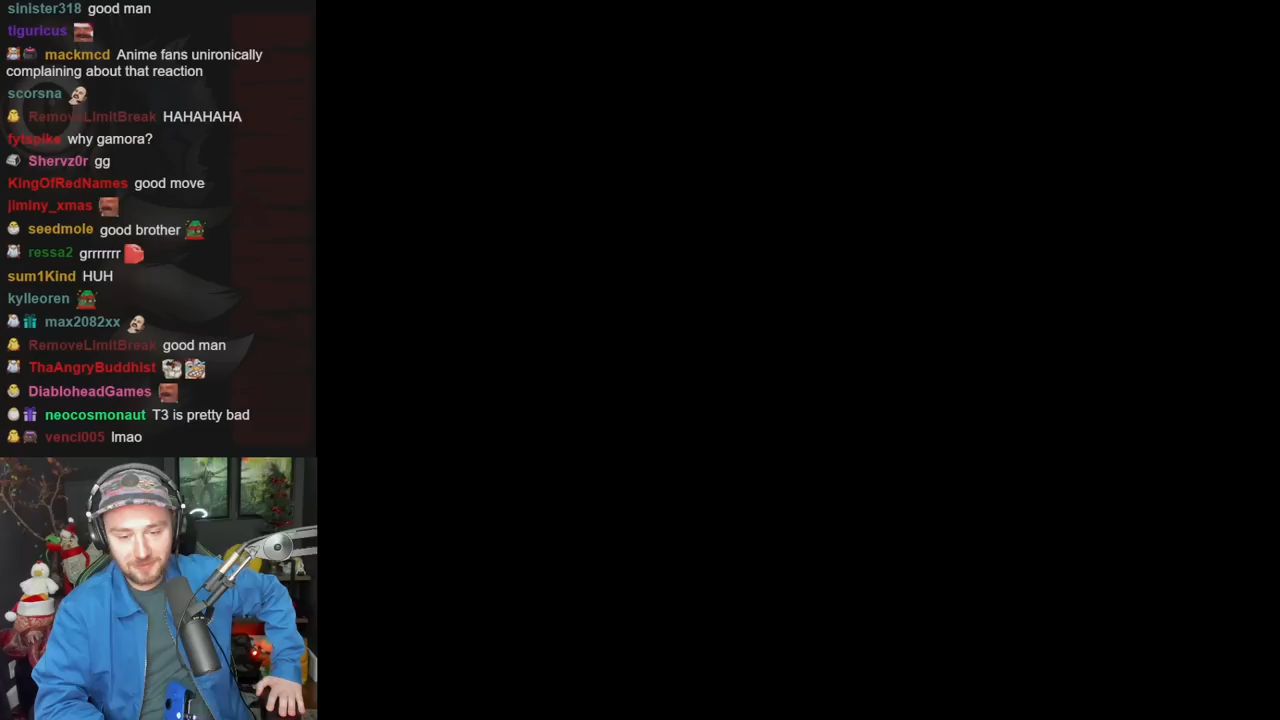 sinister318 good man
tiguricus
mackmcd Anime fans unironically
complaining about that reaction
scorsna
RemoveLimitBreak HAHAHAHA
fytspike why gamora?
Shervz0r gg
KingOfRedNames good move
jiminy_xmas
seedmole good brother
ressa2 grrrrrrr
sum1Kind HUH
kylleoren
max2082xx
RemoveLimitBreak good man
ThaAngryBuddhist
DiabloheadGames
neocosmonaut T3 is pretty bad
venci005 lmao